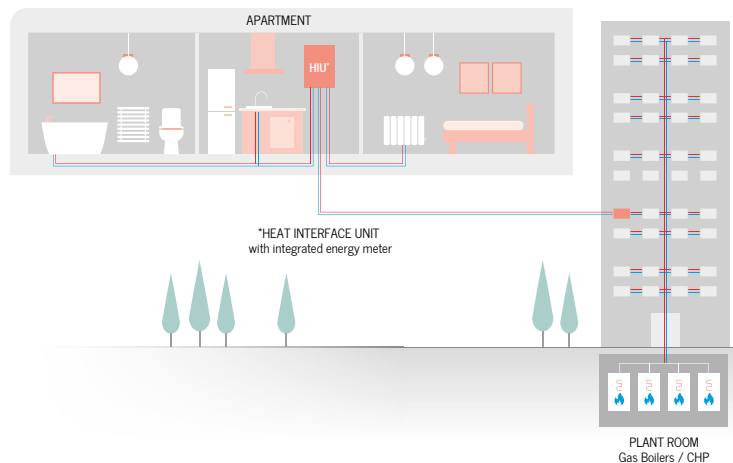 APARTMENT
HIU*
*HEAT INTERFACE UNIT
with integrated energy meter
PLANT ROOM
Gas Boilers / CHP